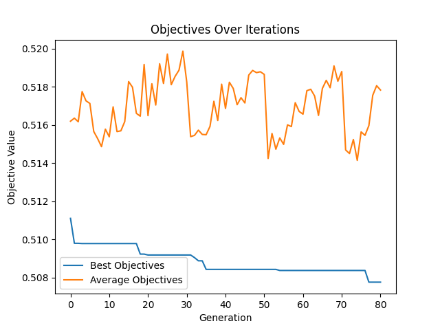 Objectives Over Iterations
0.520
0.518
0.516
0.514
0.512
0.510
0.508
Objective Value
Best Objectives
Average Objectives
0 10 20 30 40 50 60 70 80
Generation